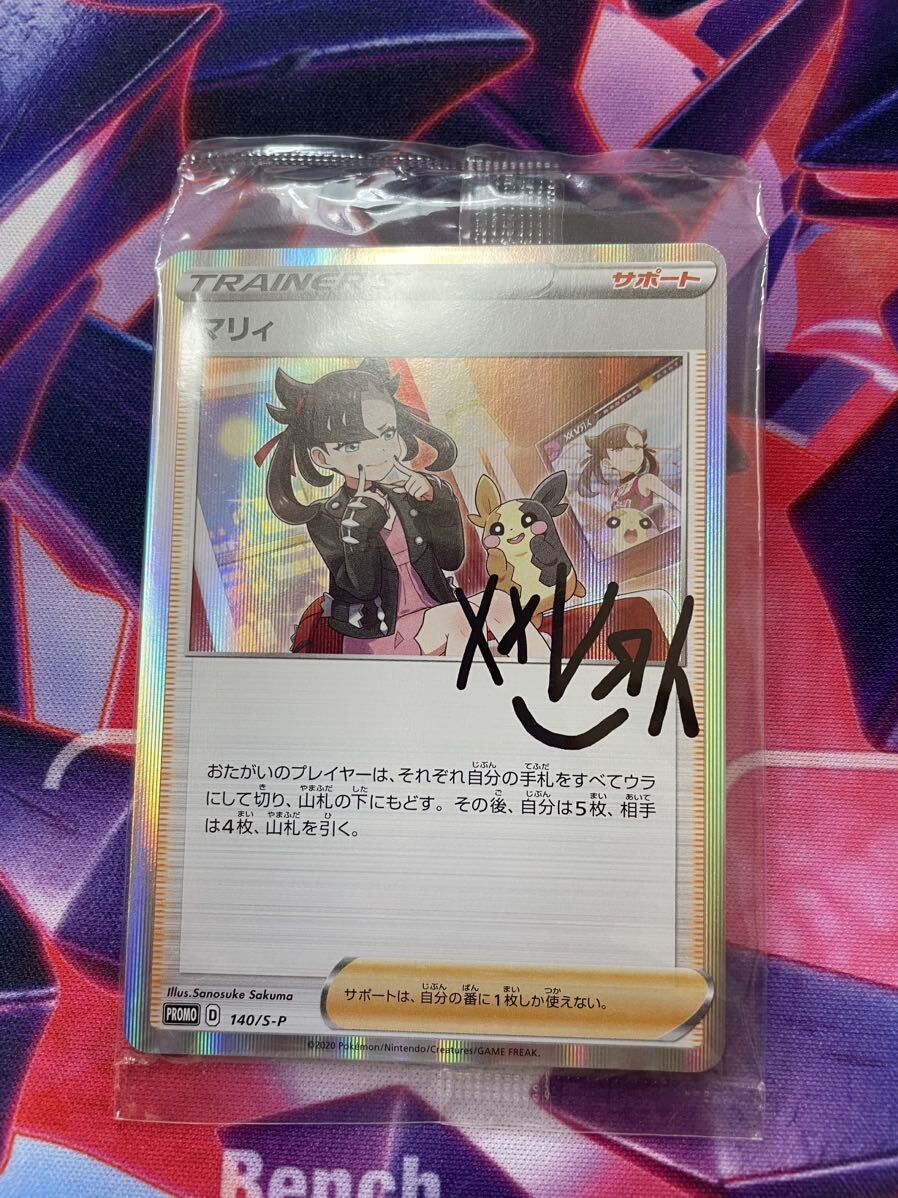 TRAINER
サポート
マリィ
おたがいのプレイヤーは、それぞれ自分の手札をすべてウラ
にして切り、山札の下にもどす。その後、自分は5枚、相手
は4枚、山札を引く。
サポートは、自分の番に1枚しか使えない。
Illus.Sanosuke Sakuma
PROMO D 140/S-P
©2020 Pokémon/Nintendo/Creatures/GAME FREAK.
Bench